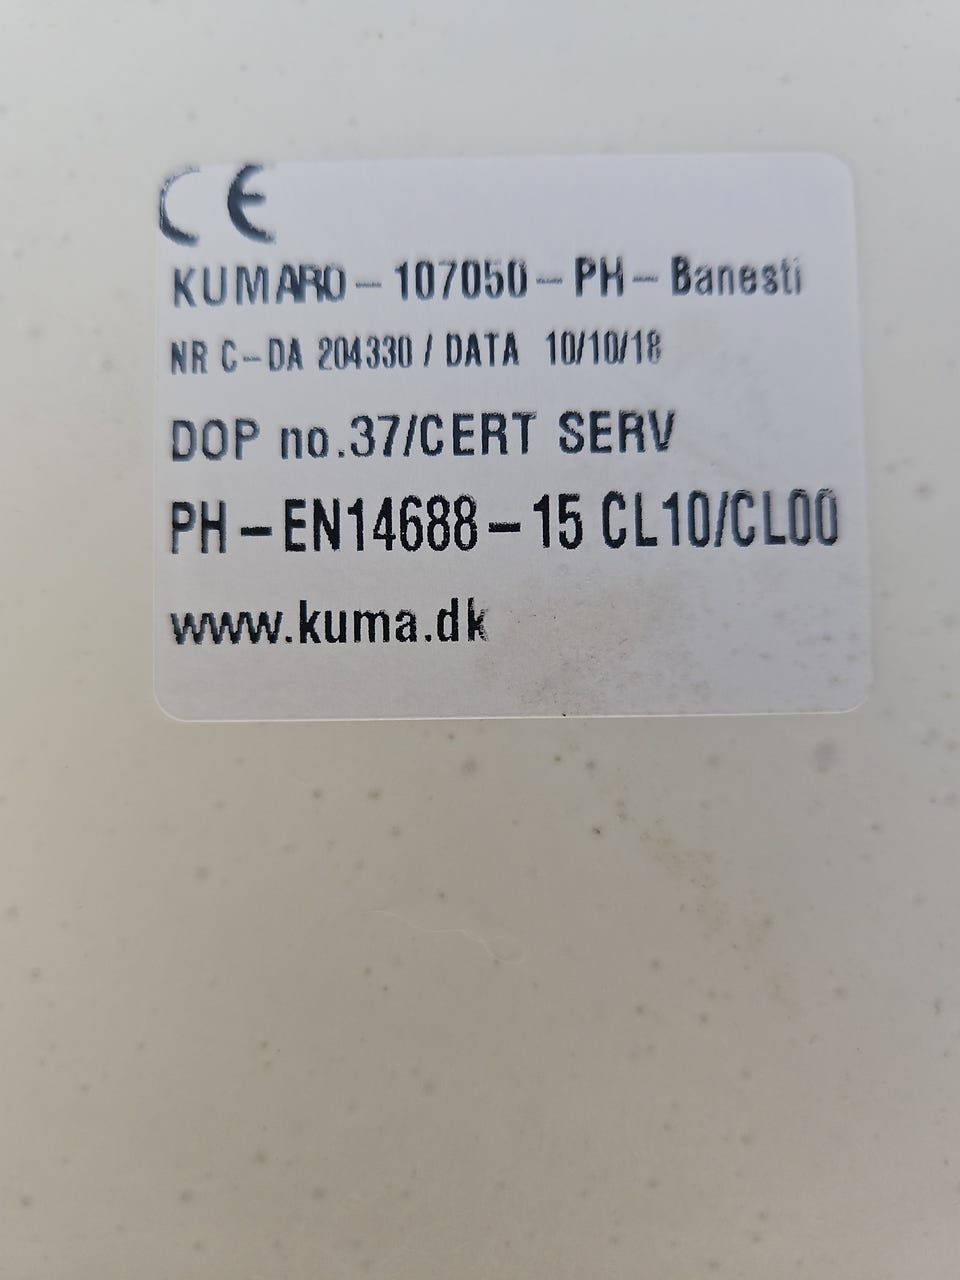 CE
KUMARO-107050-PH-Banesti
NR C-DA 204330 / DATA 10/10/18
DOP no.37/CERT SERV
PH-EN14688-15 CL10/CL00
www.kuma.dk